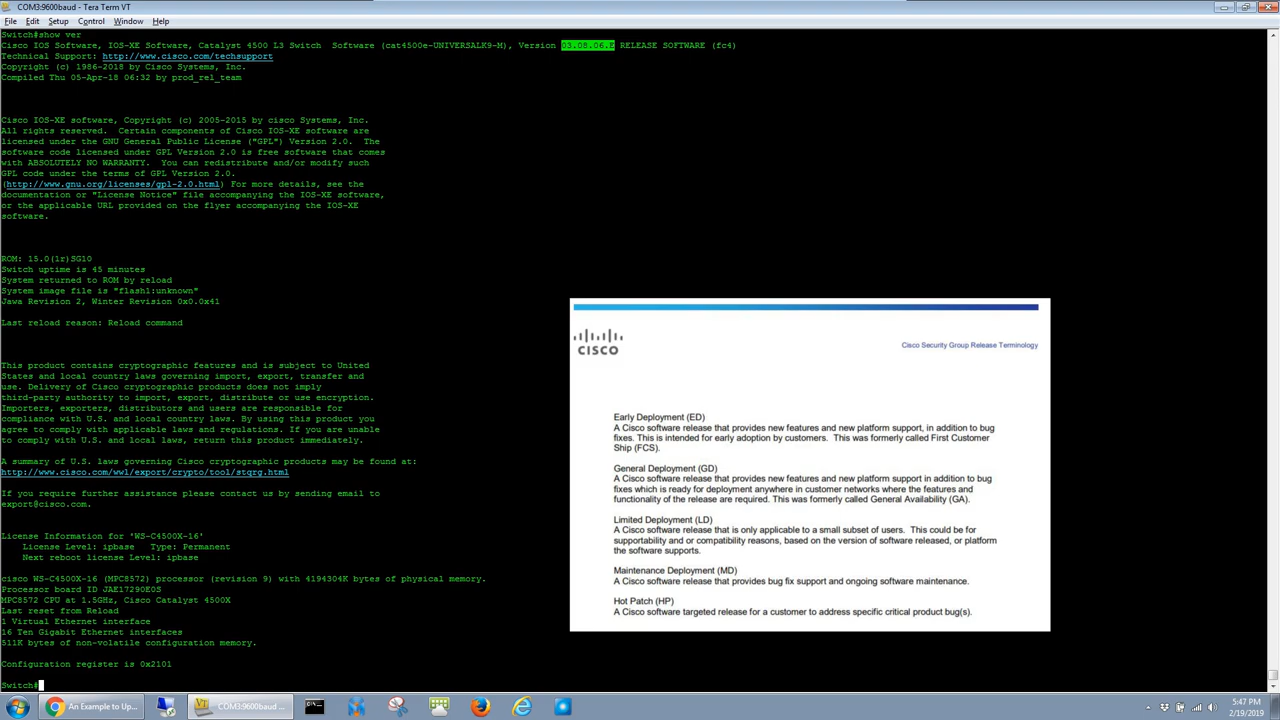 COM3:9600baud - Tera Term VT
File Edit Setup Control Window Help
Switch#show ver
Cisco IOS Software, IOS-XE Software, Catalyst 4500 L3 Switch  Software (cat4500e-UNIVERSALK9-M), Version 03.08.06.E RELEASE SOFTWARE (fc4)
Technical Support: http://www.cisco.com/techsupport
Copyright (c) 1986-2018 by Cisco Systems, Inc.
Compiled Thu 05-Apr-18 06:32 by prod_rel_team
Cisco IOS-XE software, Copyright (c) 2005-2015 by cisco Systems, Inc.
All rights reserved.  Certain components of Cisco IOS-XE software are
licensed under the GNU General Public License ("GPL") Version 2.0.  The
software code licensed under GPL Version 2.0 is free software that comes
with ABSOLUTELY NO WARRANTY.  You can redistribute and/or modify such
GPL code under the terms of GPL Version 2.0.
(http://www.gnu.org/licenses/gpl-2.0.html) For more details, see the
documentation or "License Notice" file accompanying the IOS-XE software,
or the applicable URL provided on the flyer accompanying the IOS-XE
software.
ROM: 15.0(1r)SG10
Switch uptime is 45 minutes
System returned to ROM by reload
System image file is "flash1:unknown"
Jawa Revision 2, Winter Revision 0x0.0x41
Last reload reason: Reload command
This product contains cryptographic features and is subject to United
States and local country laws governing import, export, transfer and
use. Delivery of Cisco cryptographic products does not imply
third-party authority to import, export, distribute or use encryption.
Importers, exporters, distributors and users are responsible for
compliance with U.S. and local country laws. By using this product you
agree to comply with applicable laws and regulations. If you are unable
to comply with U.S. and local laws, return this product immediately.
A summary of U.S. laws governing Cisco cryptographic products may be found at:
http://www.cisco.com/wwl/export/crypto/tool/stqrg.html
If you require further assistance please contact us by sending email to
export@cisco.com.
License Information for 'WS-C4500X-16'
License Level: ipbase   Type: Permanent
Next reboot license Level: ipbase
cisco WS-C4500X-16 (MPC8572) processor (revision 9) with 4194304K bytes of physical memory.
Processor board ID JAE17290E0S
MPC8572 CPU at 1.5GHz, Cisco Catalyst 4500X
Last reset from Reload
1 Virtual Ethernet interface
16 Ten Gigabit Ethernet interfaces
511K bytes of non-volatile configuration memory.
Configuration register is 0x2101
Switch#
CISCO
Cisco Security Group Release Terminology
Early Deployment (ED)
A Cisco software release that provides new features and new platform support, in addition to bug
fixes. This is intended for early adoption by customers.  This was formerly called First Customer
Ship (FCS).
General Deployment (GD)
A Cisco software release that provides new features and new platform support in addition to bug
fixes which is ready for deployment anywhere in customer networks where the features and
functionality of the release are required. This was formerly called General Availability (GA).
Limited Deployment (LD)
A Cisco software release that is only applicable to a small subset of users.  This could be for
supportability and or compatibility reasons, based on the version of software released, or platform
the software supports.
Maintenance Deployment (MD)
A Cisco software release that provides bug fix support and ongoing software maintenance.
Hot Patch (HP)
A Cisco software targeted release for a customer to address specific critical product bug(s).
An Example to Up...
COM3:9600baud ...
5:47 PM
2/19/2019